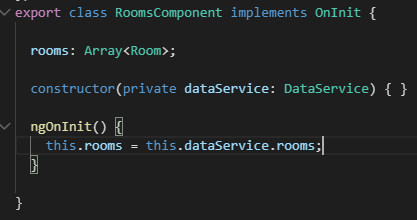 export class RoomsComponent implements OnInit {
rooms: Array<Room>;
constructor(private dataService: DataService) { }
ngOnInit() {
this.rooms = this.dataService.rooms;
}
}